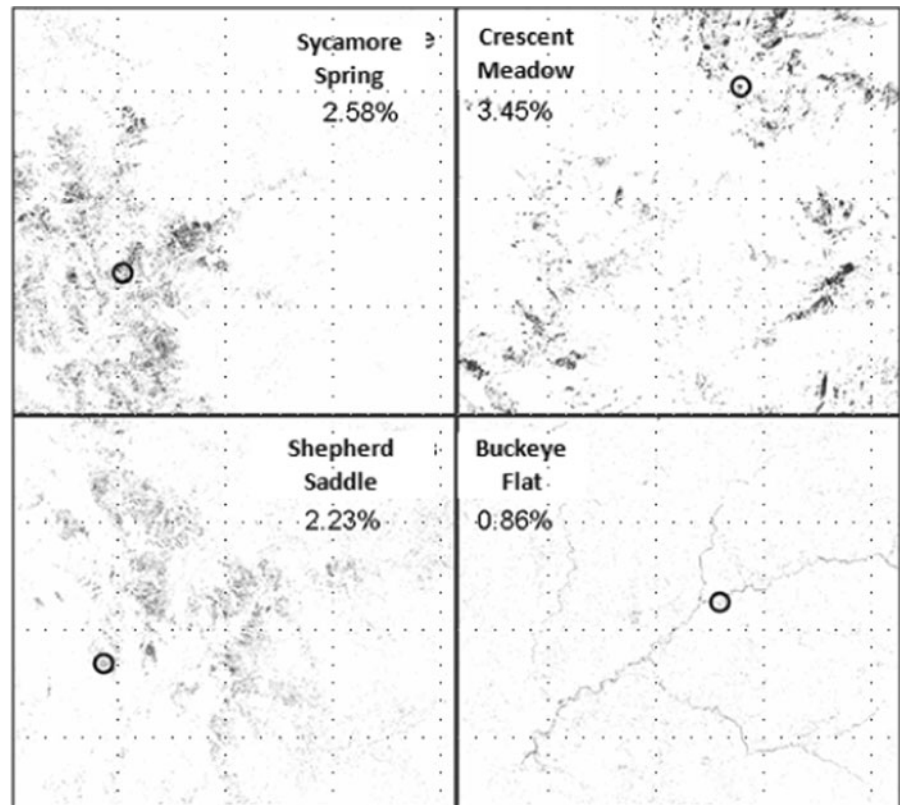 Sycamore
Spring
2.58%
Crescent
Meadow
3.45%
Shepherd
Saddle
2.23%
Buckeye
Flat
0.86%